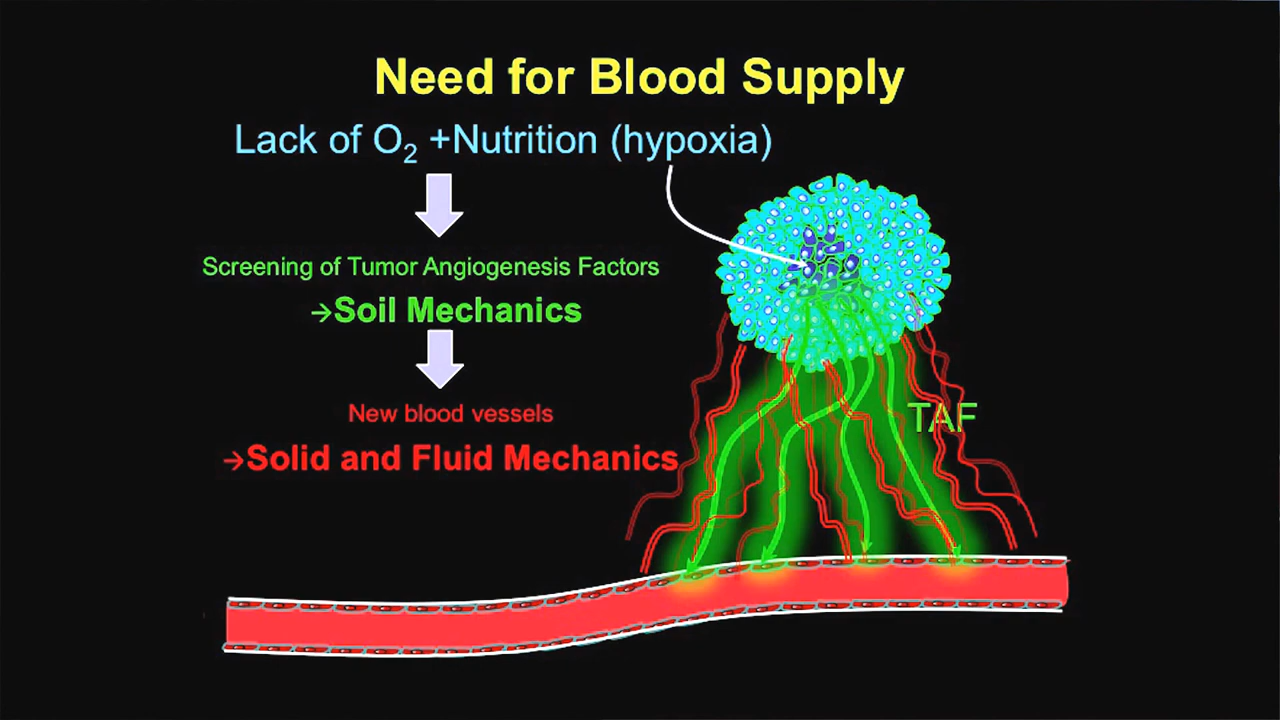 Need for Blood Supply
Lack of O₂ +Nutrition (hypoxia)
Screening of Tumor Angiogenesis Factors
→Soil Mechanics
New blood vessels
→Solid and Fluid Mechanics
TAF